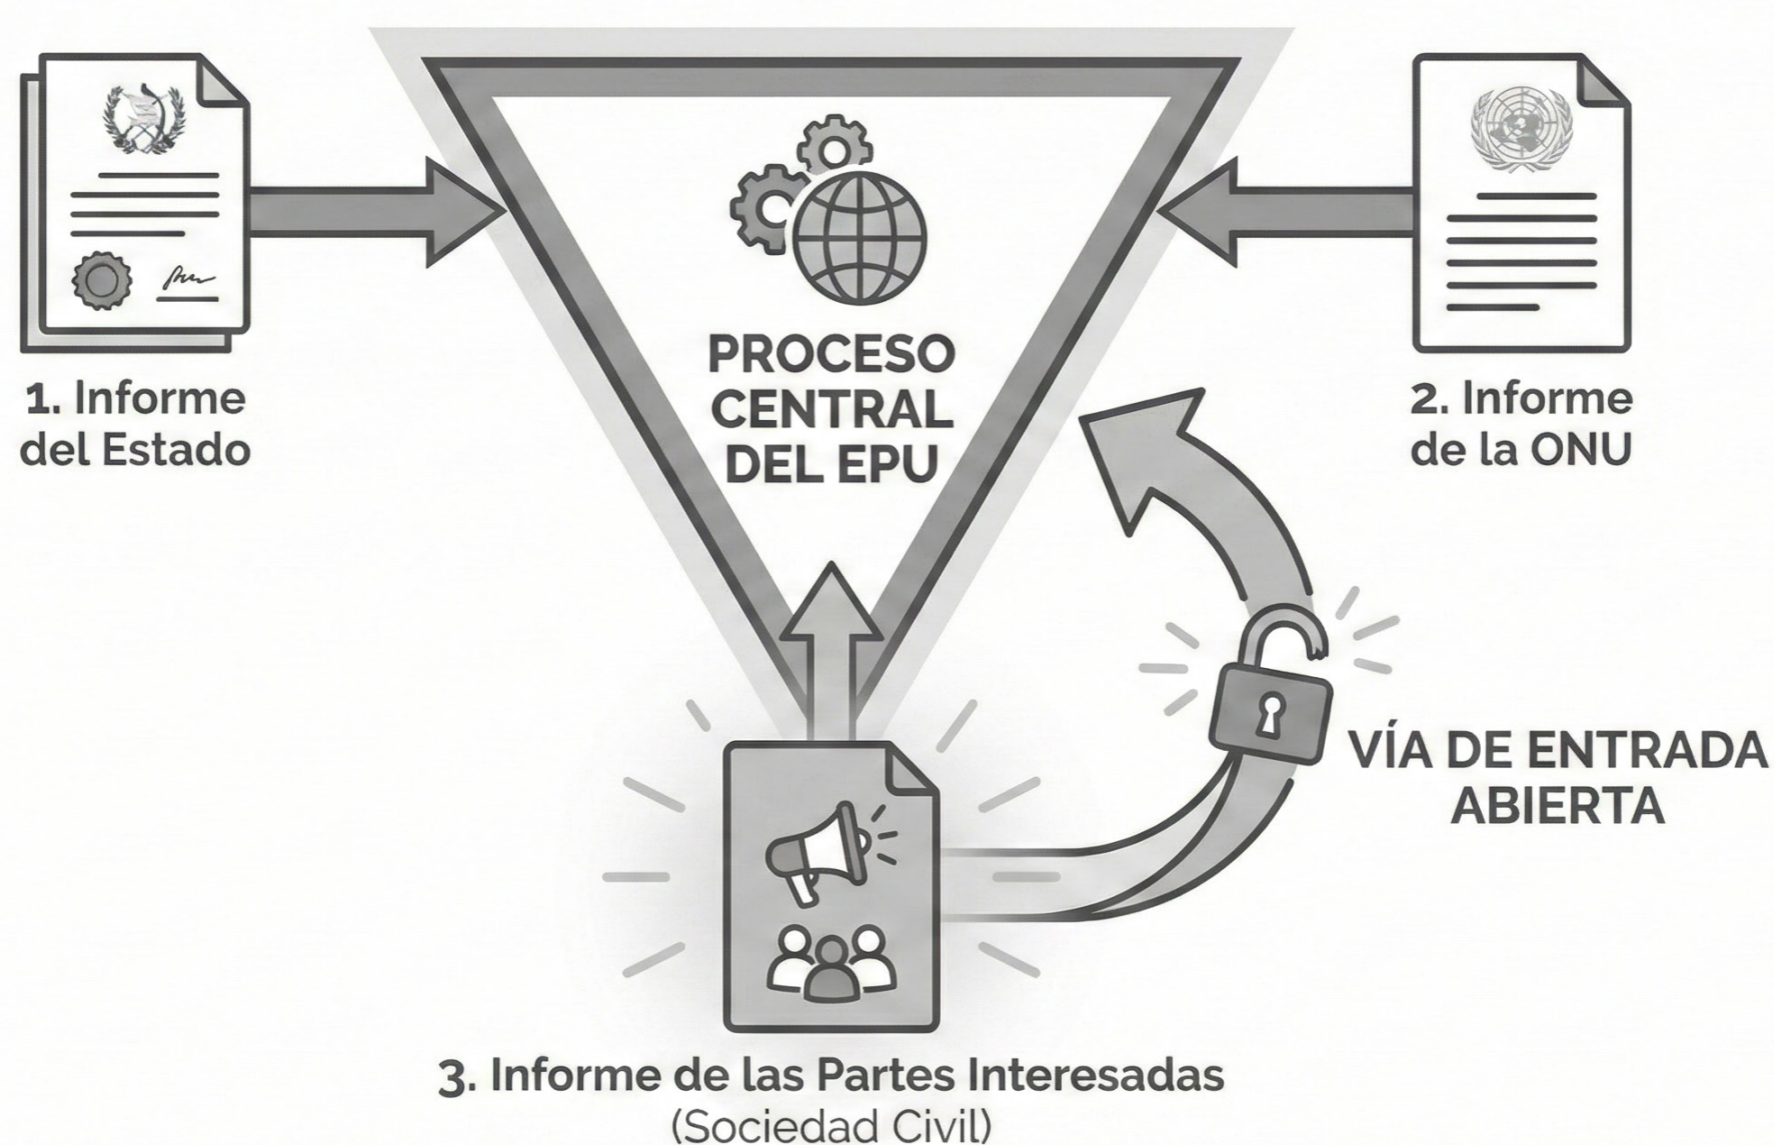 PROCESO
CENTRAL
DEL EPU
1. Informe
del Estado
2. Informe
de la ONU
VÍA DE ENTRADA
ABIERTA
3. Informe de las Partes Interesadas
(Sociedad Civil)